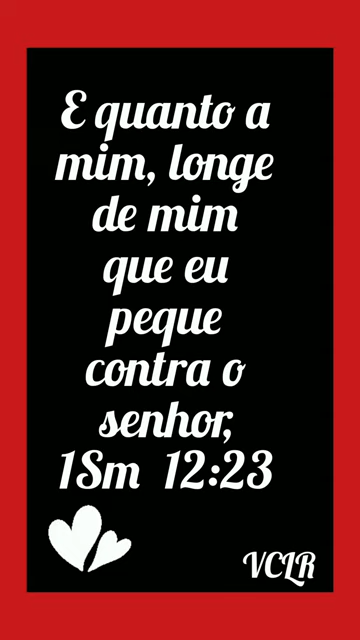 E quanto a
mim, longe
de mim
que eu
peque
contra o
senhor,
1Sm 12:23
VCLR